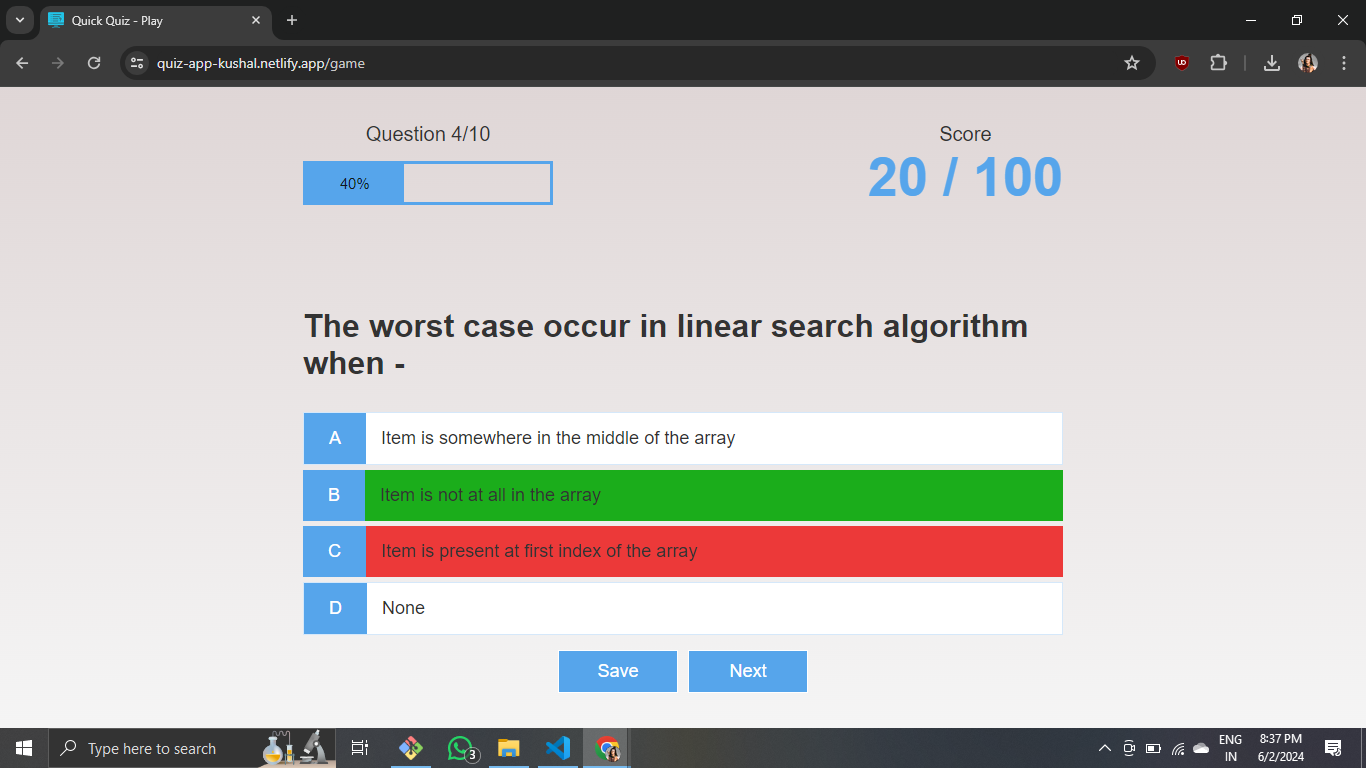 Quick Quiz - Play
quiz-app-kushal.netlify.app/game
Question 4/10
Score
40%
20 / 100
The worst case occur in linear search algorithm
when -
A Item is somewhere in the middle of the array
B Item is not at all in the array
C Item is present at first index of the array
D None
Save Next
Type here to search
3
ENG
IN
8:37 PM
6/2/2024